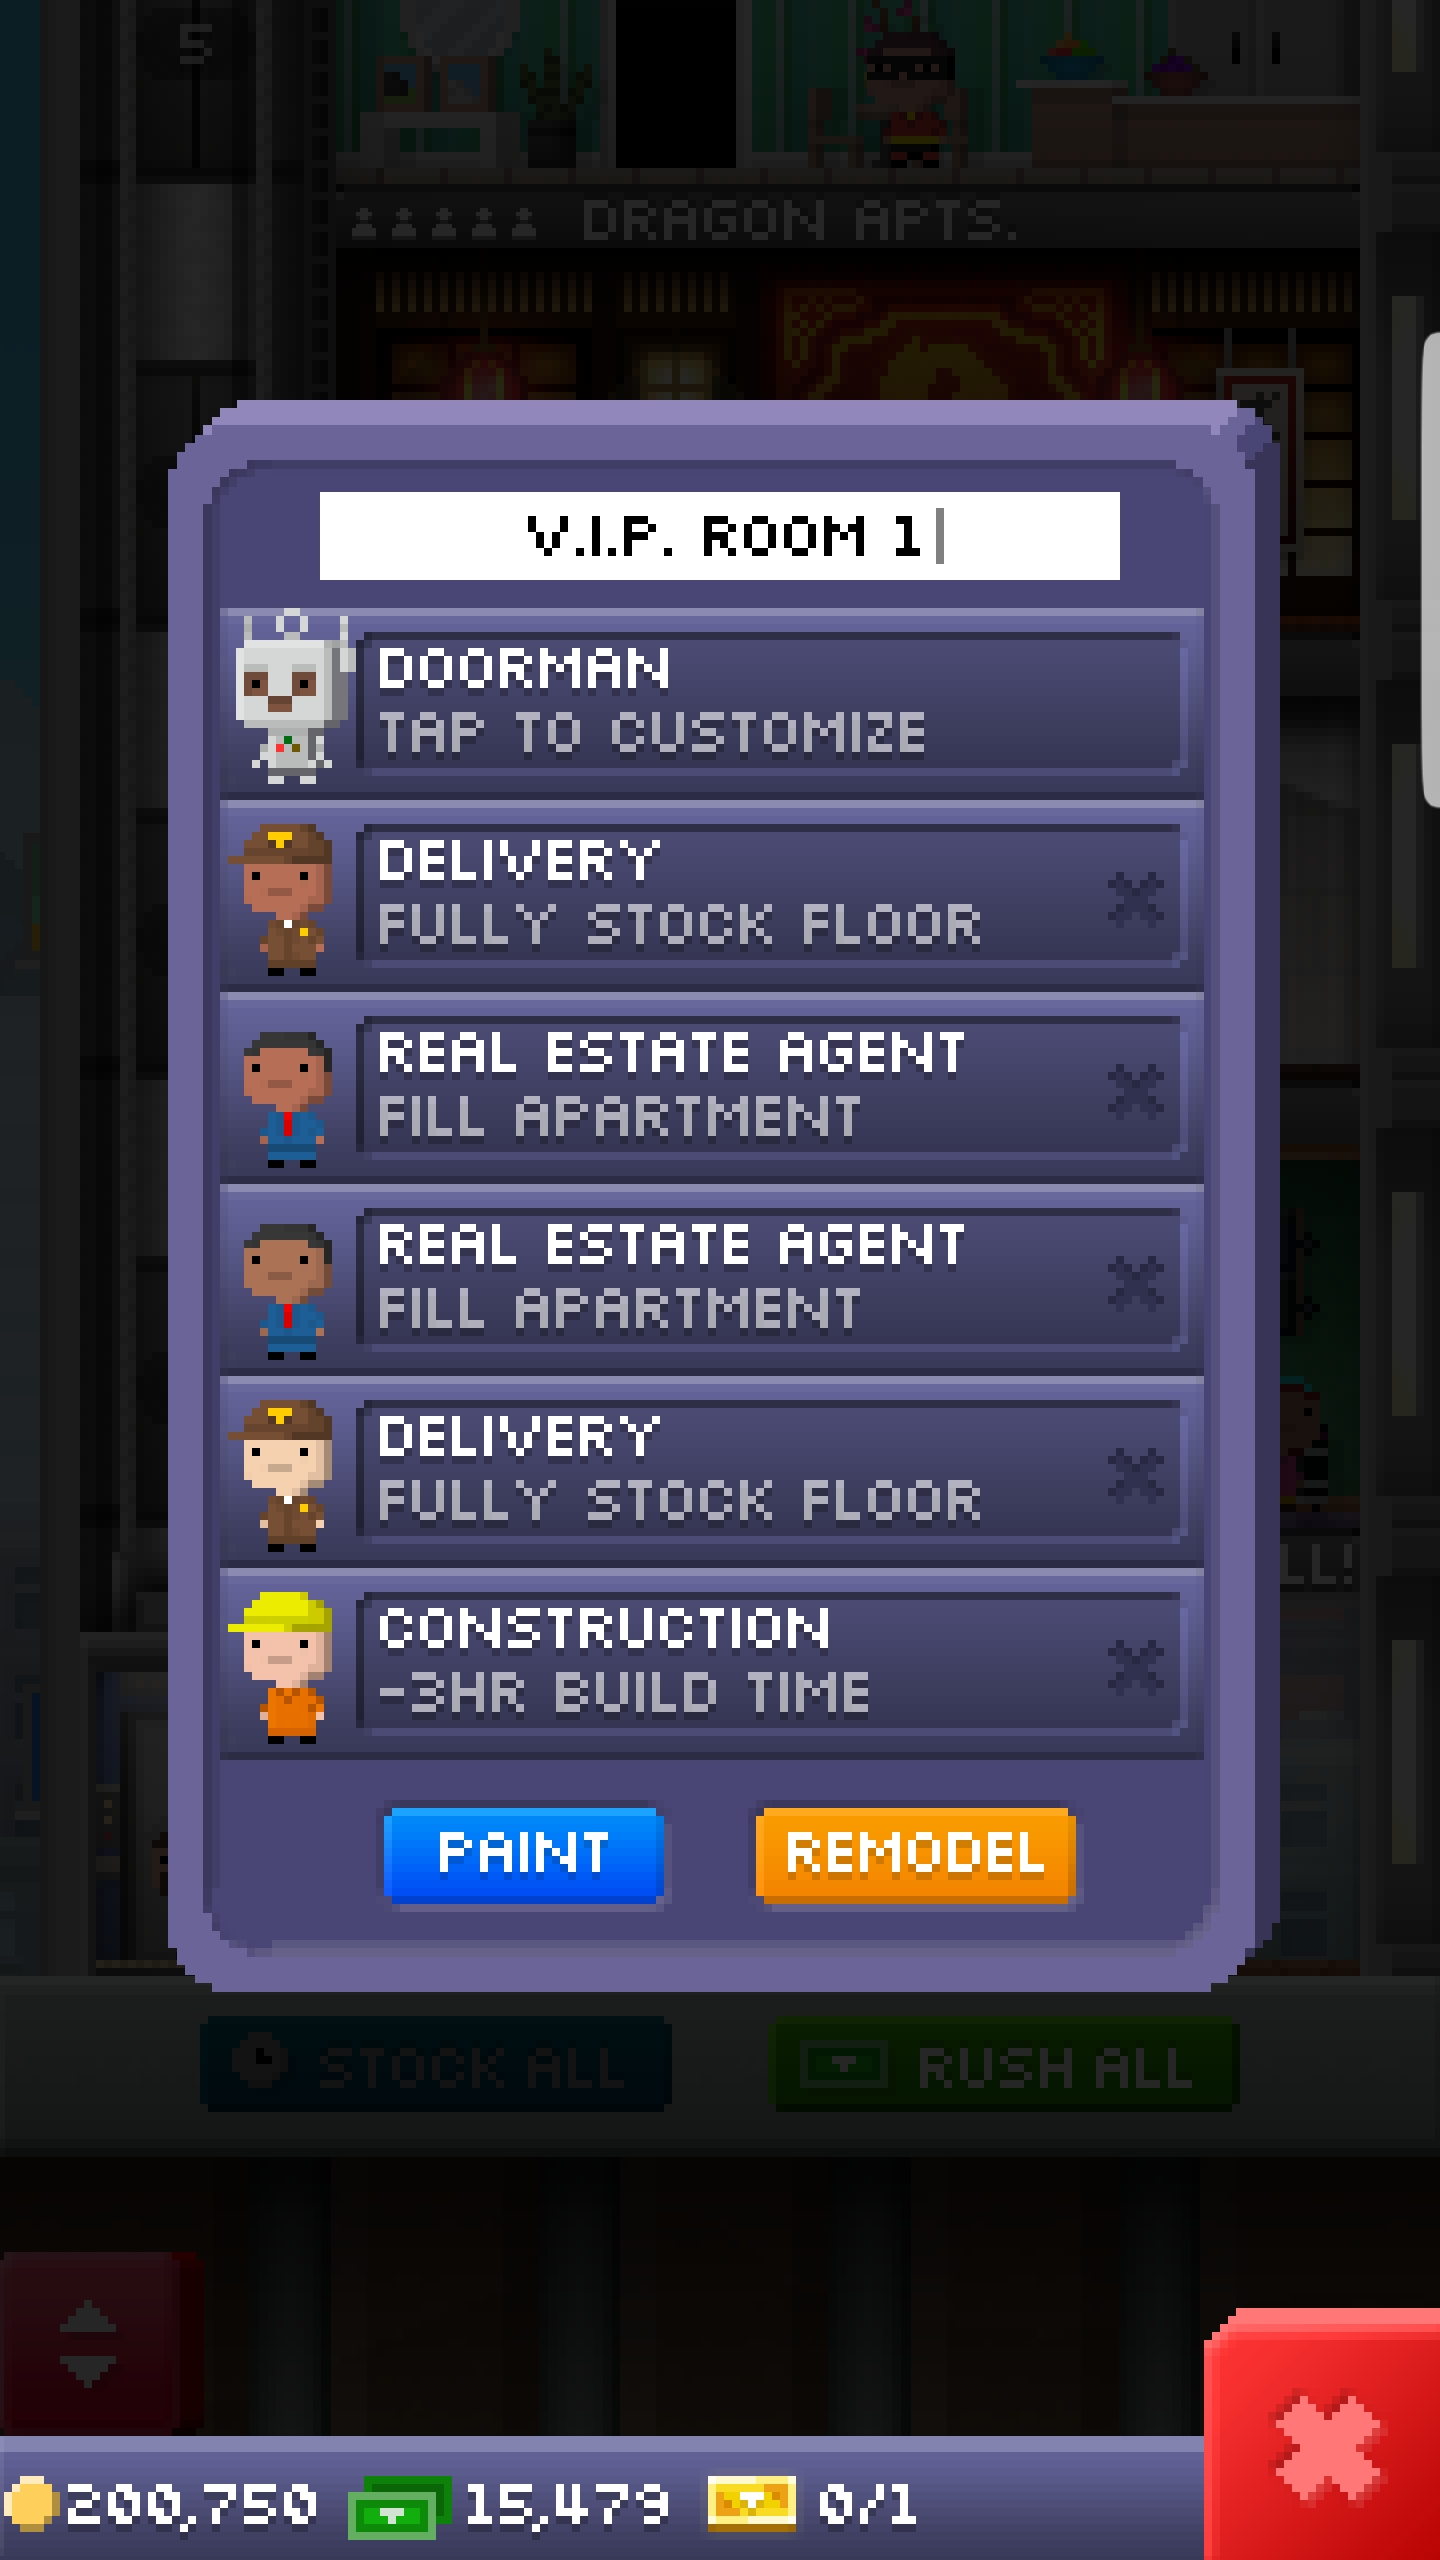 5
DRAGON APTS.
V.I.P. ROOM 1
DOORMAN
TAP TO CUSTOMIZE
DELIVERY
FULLY STOCK FLOOR
REAL ESTATE AGENT
FILL APARTMENT
REAL ESTATE AGENT
FILL APARTMENT
DELIVERY
FULLY STOCK FLOOR
LL!
CONSTRUCTION
-3HR BUILD TIME
PAINT
REMODEL
STOCK ALL
RUSH ALL
200,750
15,479
0/1